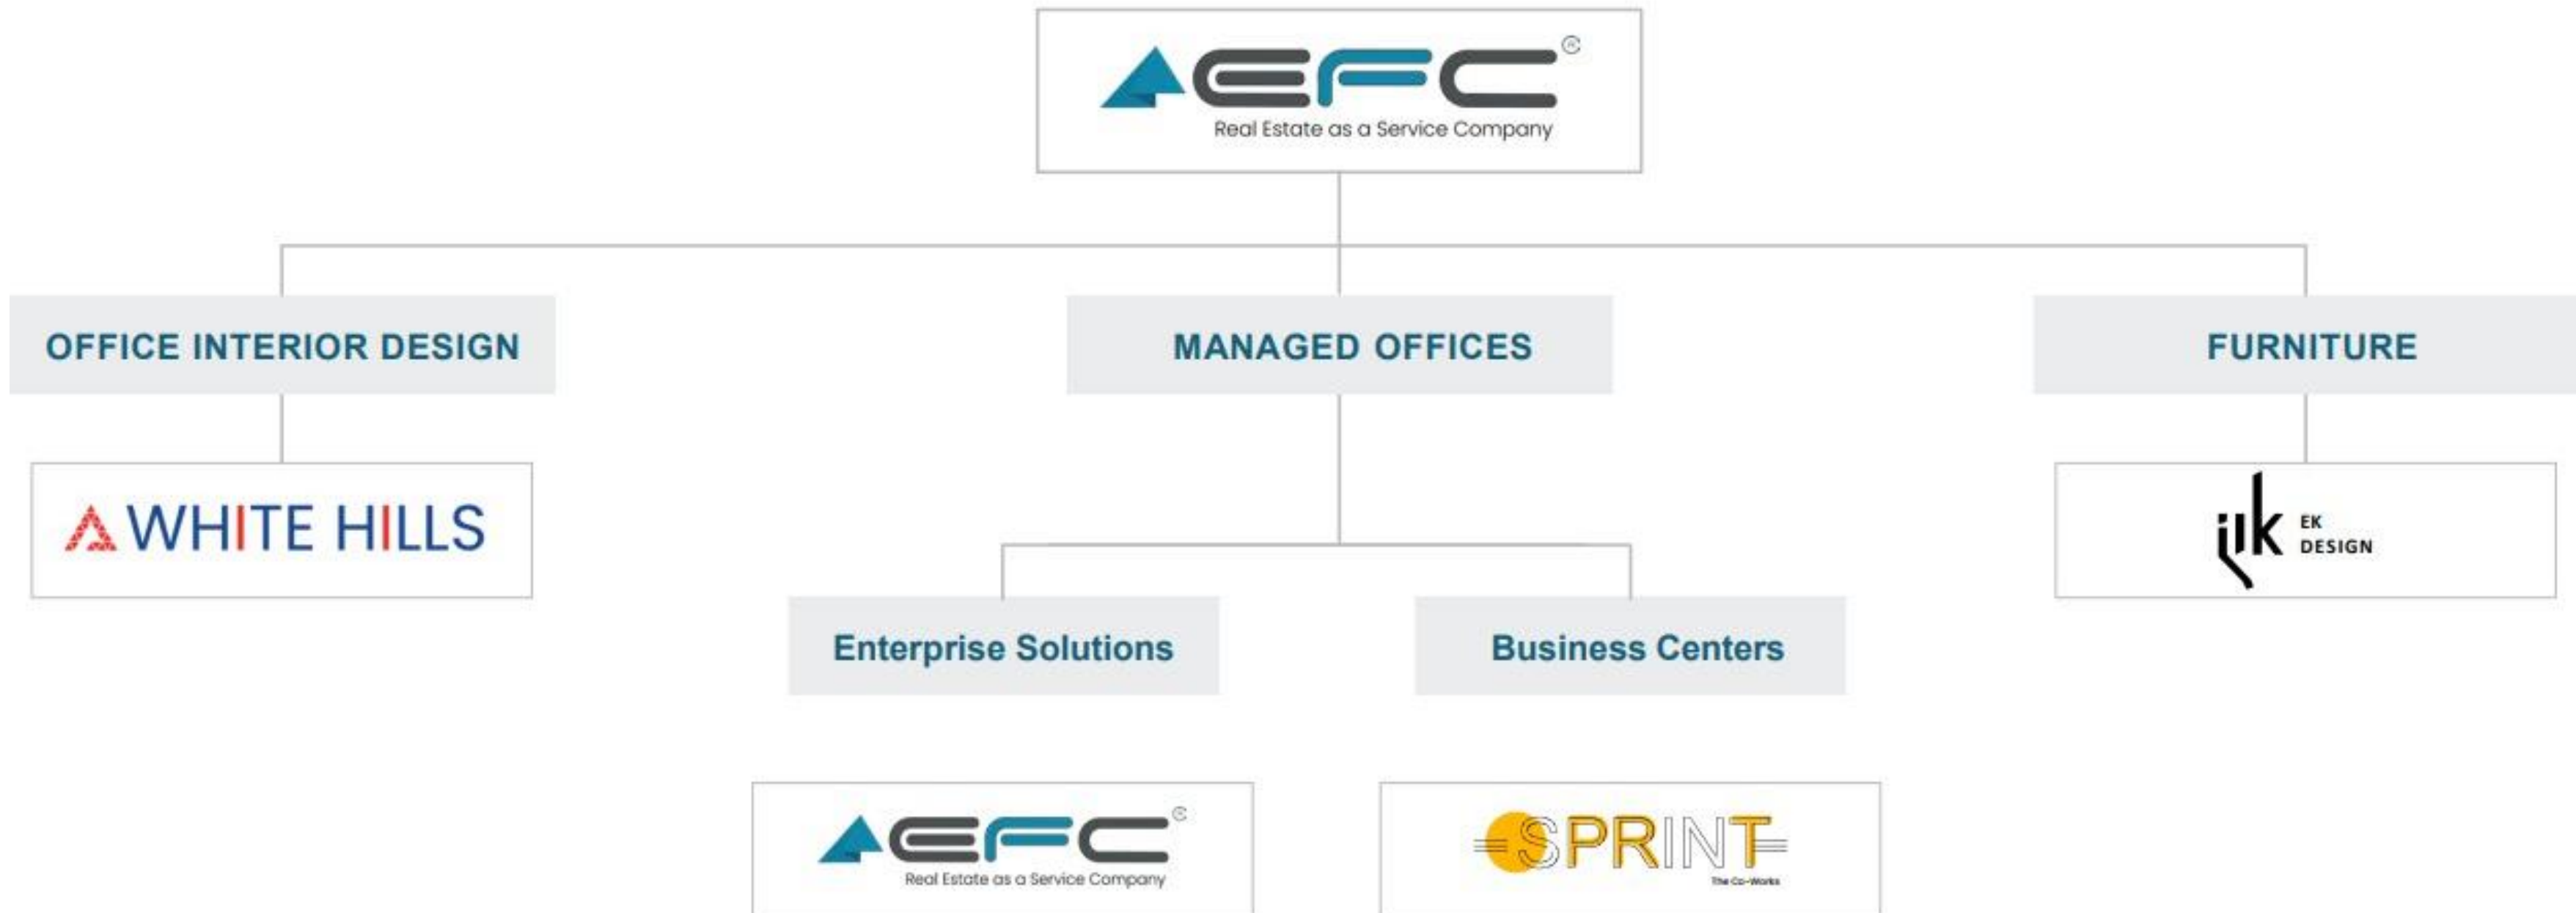 EFC®
Real Estate as a Service Company
OFFICE INTERIOR DESIGN
MANAGED OFFICES
FURNITURE
WHITE HILLS
EK
DESIGN
Enterprise Solutions
Business Centers
EFC®
Real Estate as a Service Company
SPRINT
The Co-Works